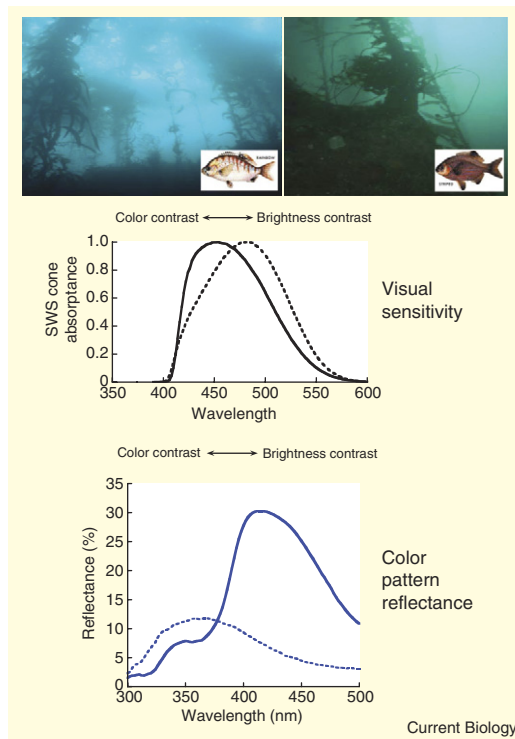 RAINBOW
STRIPED
Color contrast ↔ Brightness contrast
1.0
0.8
0.6
0.4
0.2
0
SWS cone
absorptance
350 400 450 500 550 600
Wavelength
Visual
sensitivity
Color contrast ↔ Brightness contrast
35
30
25
20
15
10
5
0
Reflectance (%)
300 350 400 450 500
Wavelength (nm)
Color
pattern
reflectance
Current Biology